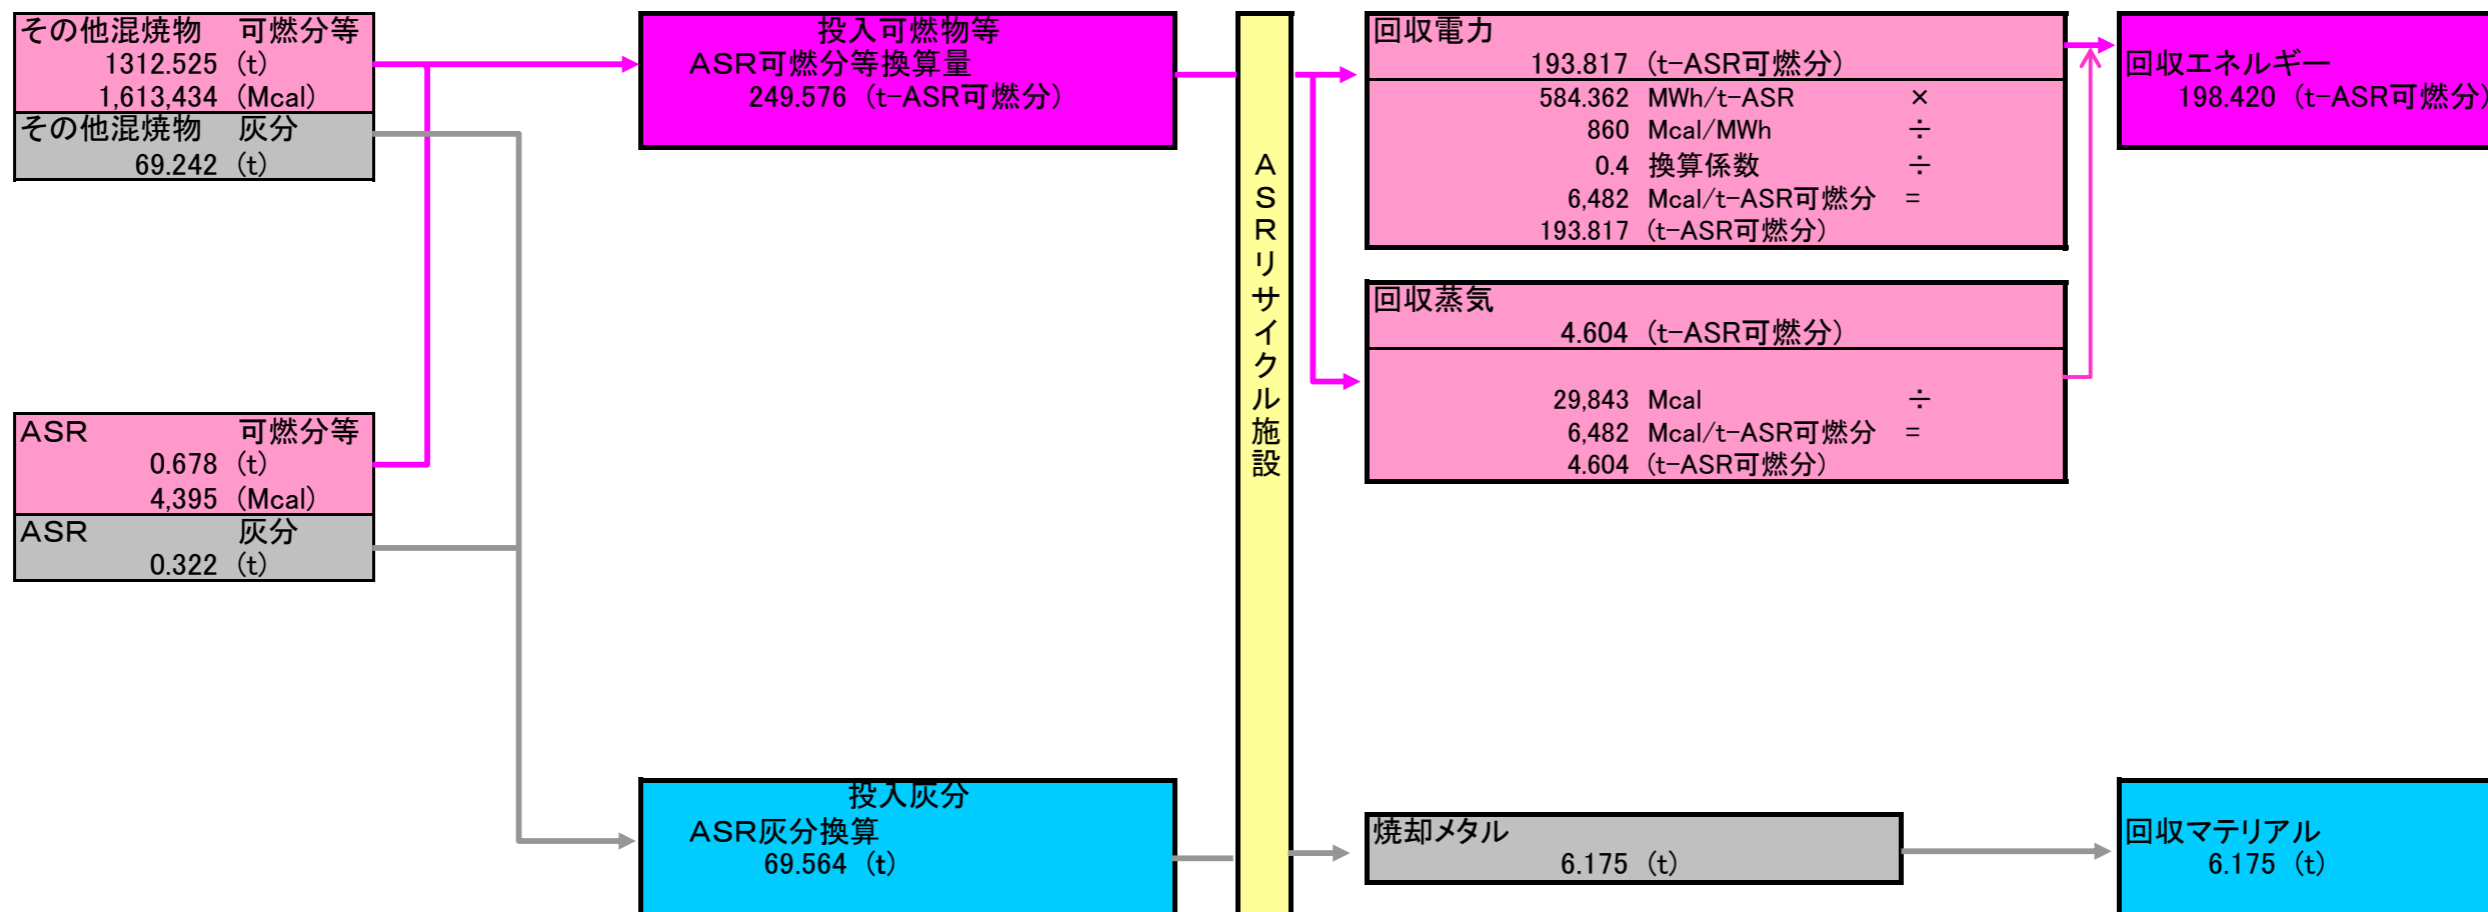 その他混焼物 可燃分等
1312.525 (t)
1,613,434 (Mcal)
その他混焼物 灰分
69.242 (t)
ASR 可燃分等
0.678 (t)
4,395 (Mcal)
ASR 灰分
0.322 (t)
投入可燃物等
ASR可燃分等換算量
249.576 (t-ASR可燃分)
投入灰分
ASR灰分換算
69.564 (t)
ASRリサイクル施設
回収電力
193.817 (t-ASR可燃分)
584.362 MWh/t-ASR ×
860 Mcal/MWh ÷
0.4 換算係数 ÷
6,482 Mcal/t-ASR可燃分 =
193.817 (t-ASR可燃分)
回収蒸気
4.604 (t-ASR可燃分)
29,843 Mcal ÷
6,482 Mcal/t-ASR可燃分 =
4.604 (t-ASR可燃分)
焼却メタル
6.175 (t)
回収エネルギー
198.420 (t-ASR可燃分)
回収マテリアル
6.175 (t)